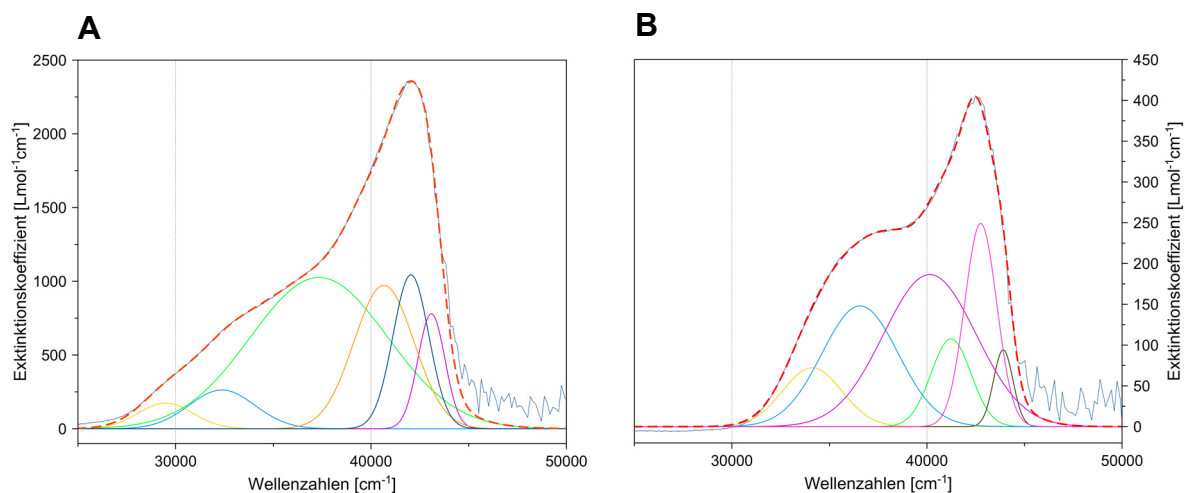 A
2500
2000
1500
1000
500
0
30000 40000 50000
Exktinktionskoeffizient [Lmol⁻¹cm⁻¹]
Wellenzahlen [cm⁻¹]
B
450
400
350
300
250
200
150
100
50
0
30000 40000 50000
Exktinktionskoeffizient [Lmol⁻¹cm⁻¹]
Wellenzahlen [cm⁻¹]